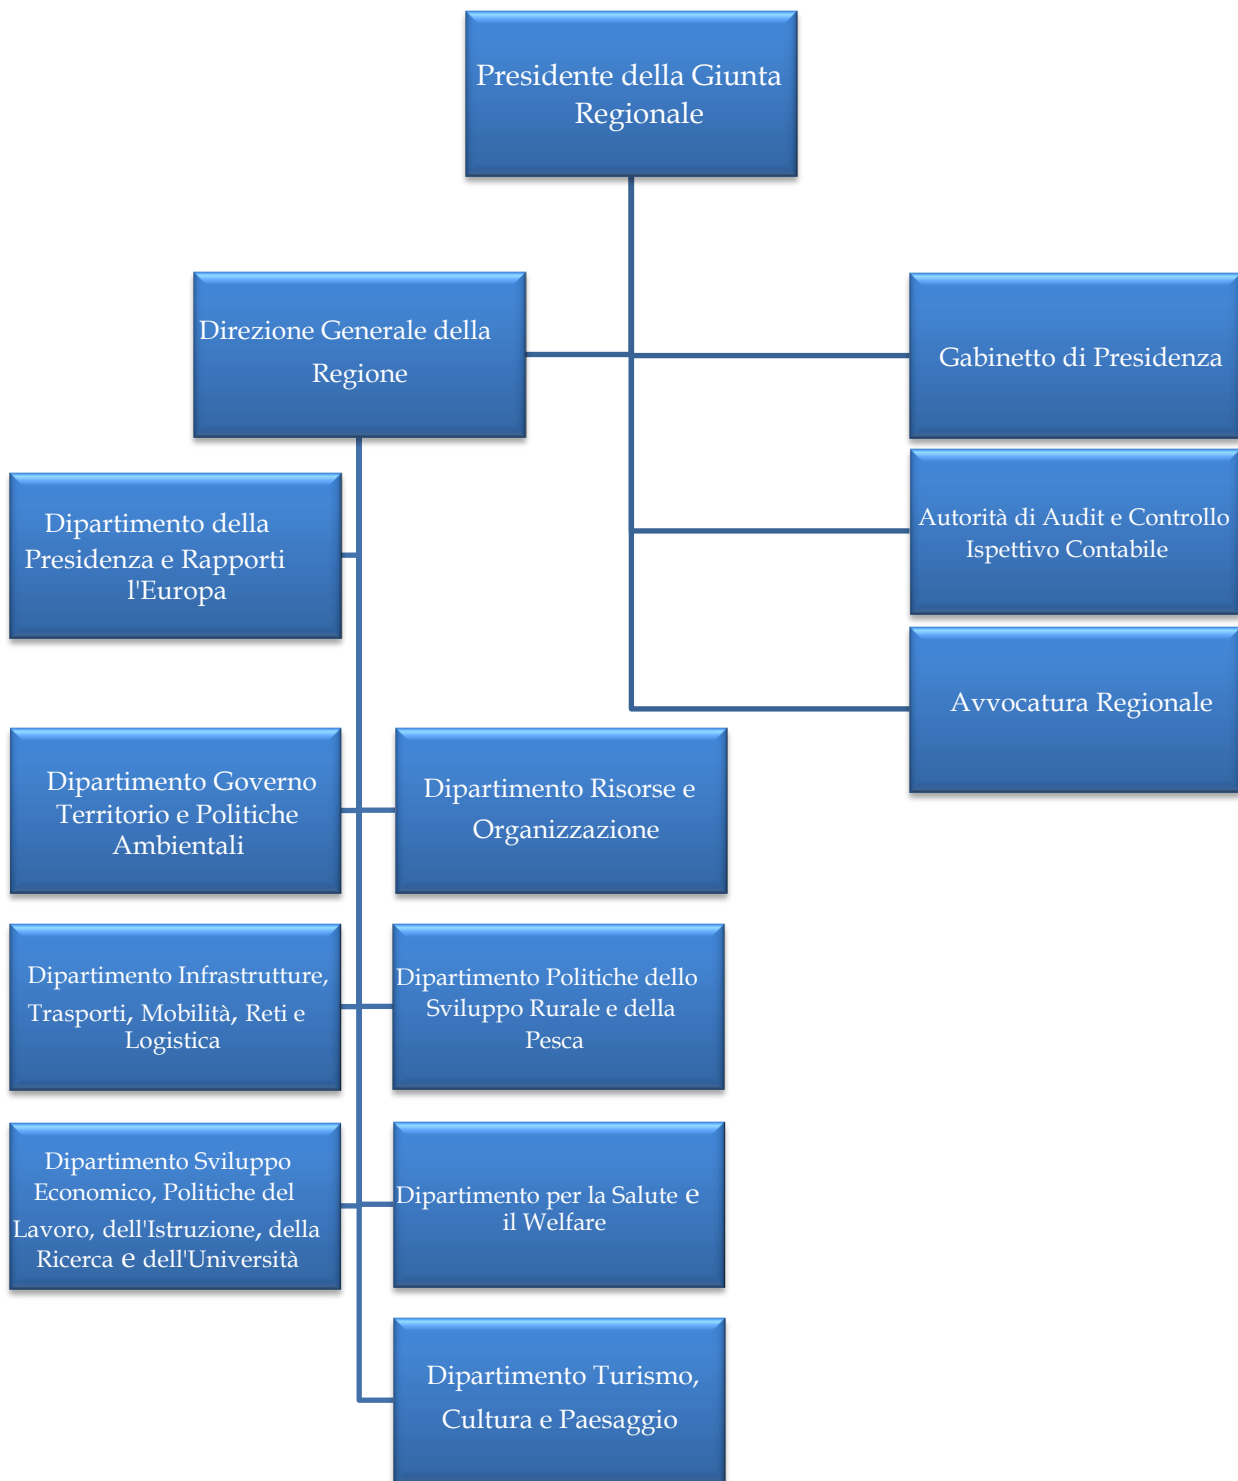 Presidente della Giunta
Regionale
Direzione Generale della
Regione
Gabinetto di Presidenza
Dipartimento della
Presidenza e Rapporti
l'Europa
Autorità di Audit e Controllo
Ispettivo Contabile
Avvocatura Regionale
Dipartimento Governo
Territorio e Politiche
Ambientali
Dipartimento Risorse e
Organizzazione
Dipartimento Infrastrutture,
Trasporti, Mobilità, Reti e
Logistica
Dipartimento Politiche dello
Sviluppo Rurale e della
Pesca
Dipartimento Sviluppo
Economico, Politiche del
Lavoro, dell'Istruzione, della
Ricerca e dell'Università
Dipartimento per la Salute e
il Welfare
Dipartimento Turismo,
Cultura e Paesaggio